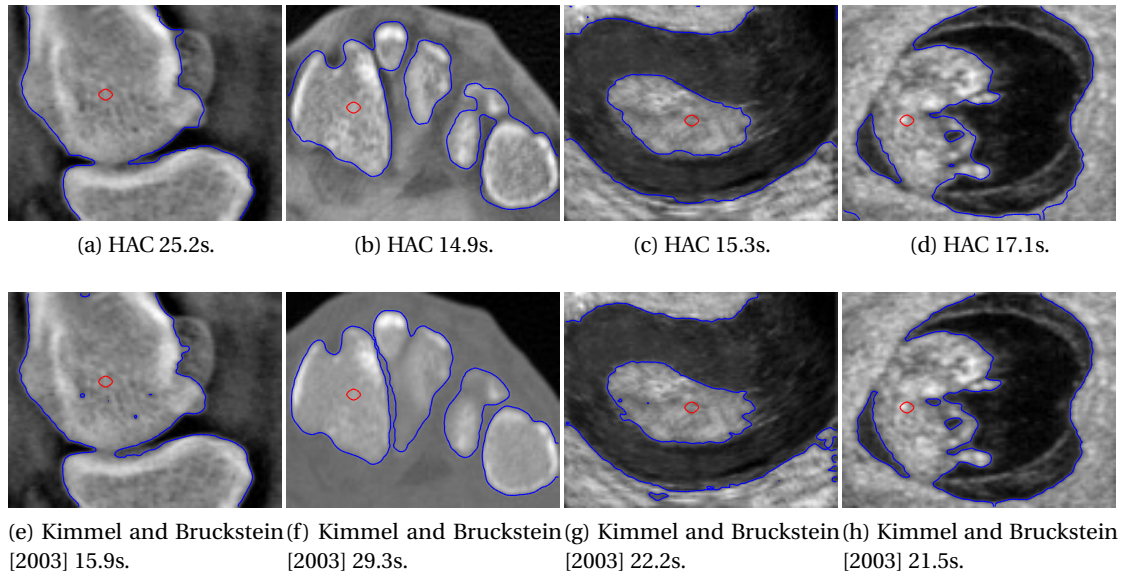 (a) HAC 25.2s.
(b) HAC 14.9s.
(c) HAC 15.3s.
(d) HAC 17.1s.
(e) Kimmel and Bruckstein
[2003] 15.9s.
(f) Kimmel and Bruckstein
[2003] 29.3s.
(g) Kimmel and Bruckstein
[2003] 22.2s.
(h) Kimmel and Bruckstein
[2003] 21.5s.